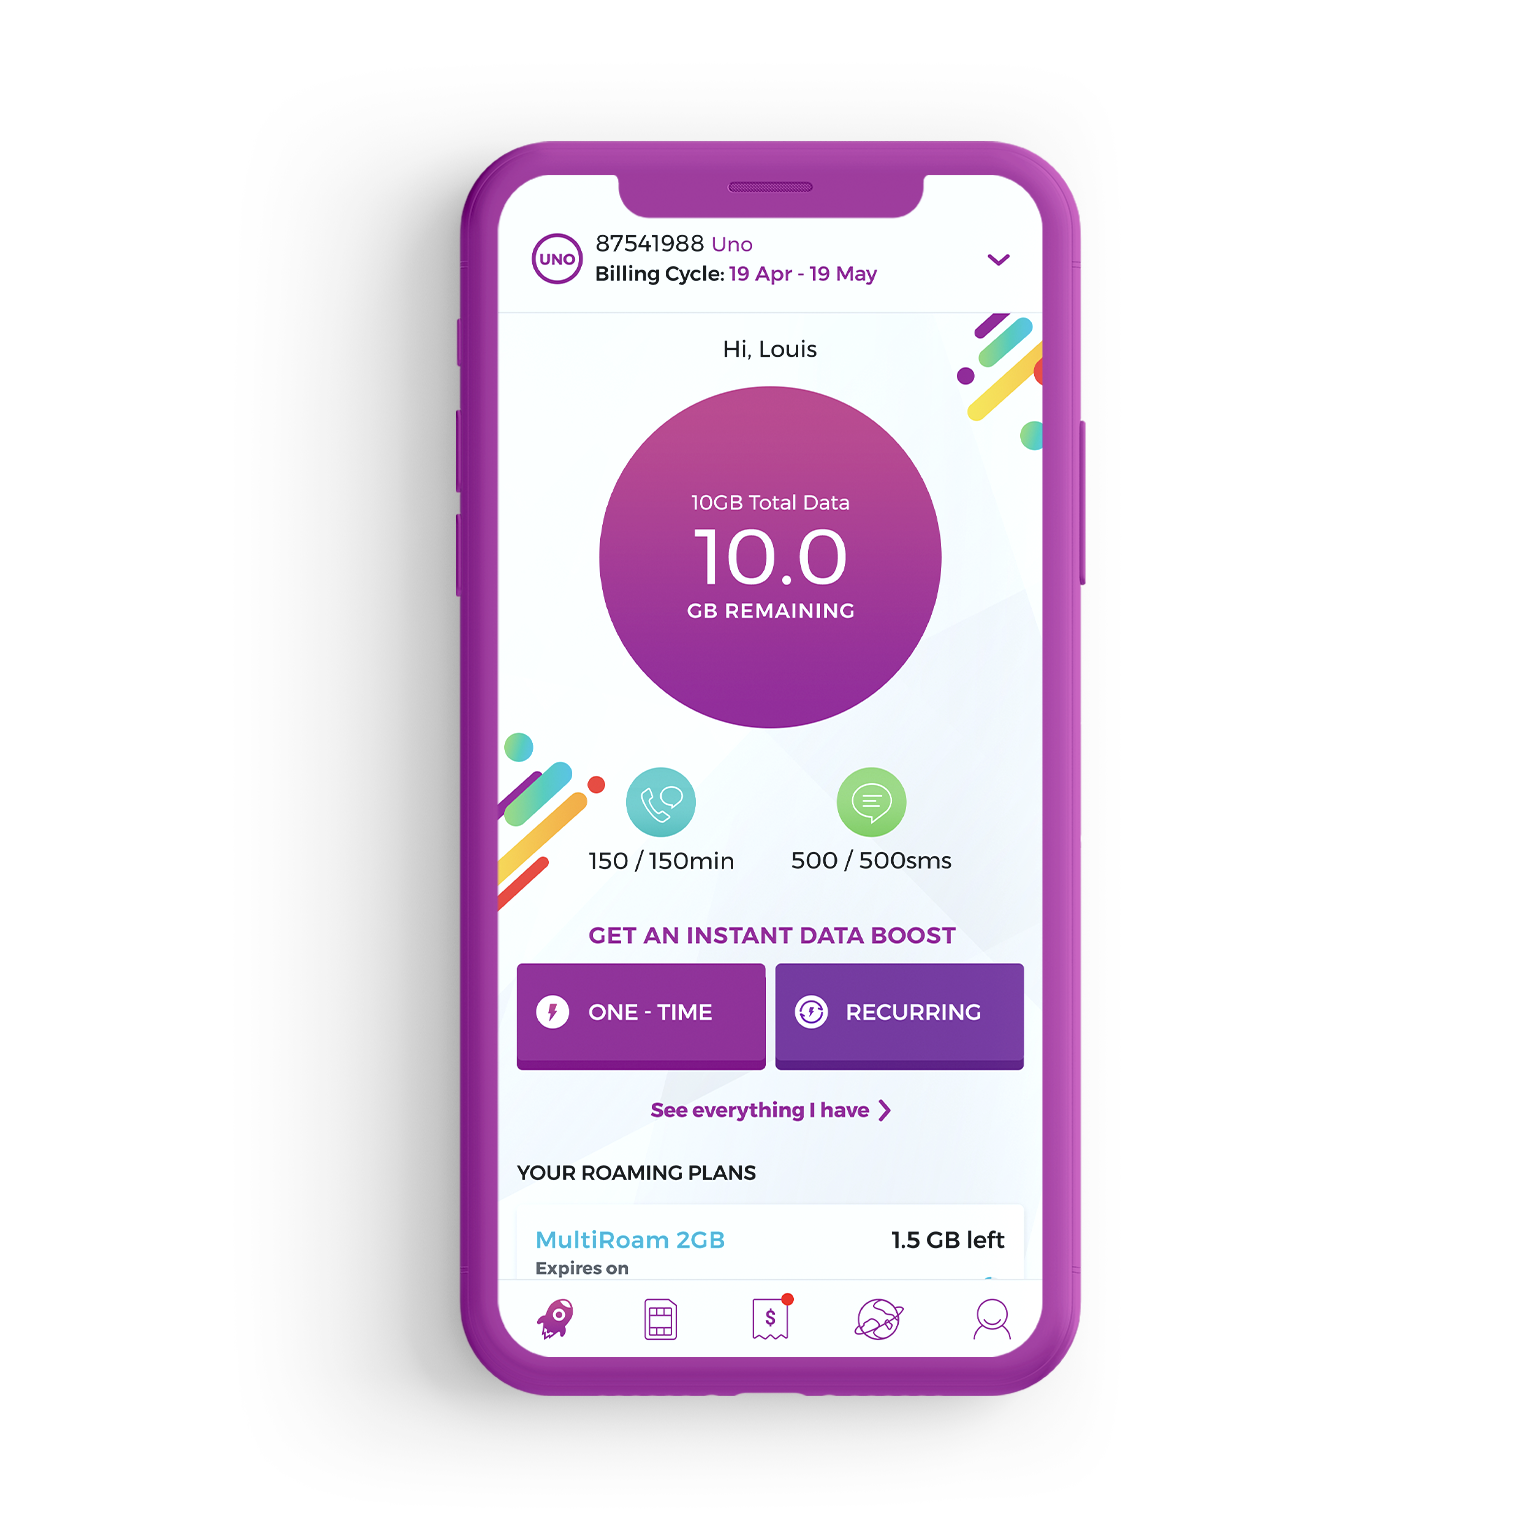 UNO
87541988 Uno
Billing Cycle: 19 Apr - 19 May
Hi, Louis
10GB Total Data
10.0
GB REMAINING
150 / 150min
500 / 500sms
GET AN INSTANT DATA BOOST
ONE - TIME
RECURRING
See everything I have
YOUR ROAMING PLANS
MultiRoam 2GB
1.5 GB left
Expires on
$